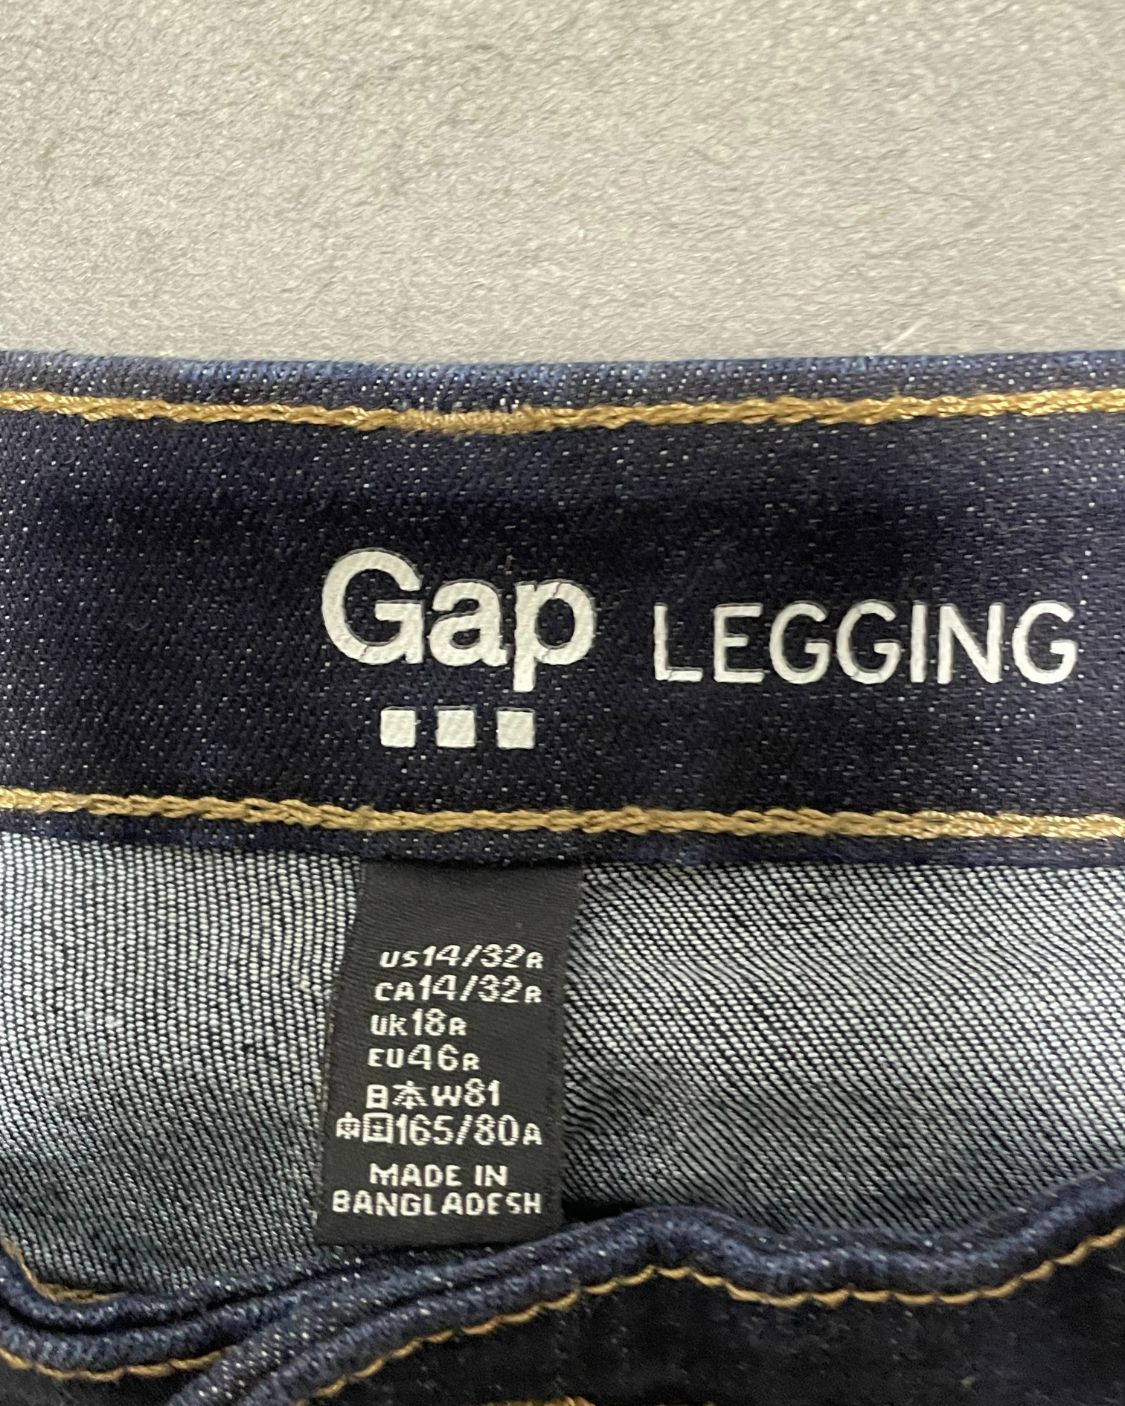 Gap LEGGING
US14/32R
CA14/32R
UK18R
EU46R
日本W81
中国165/80A
MADE IN
BANGLADESH